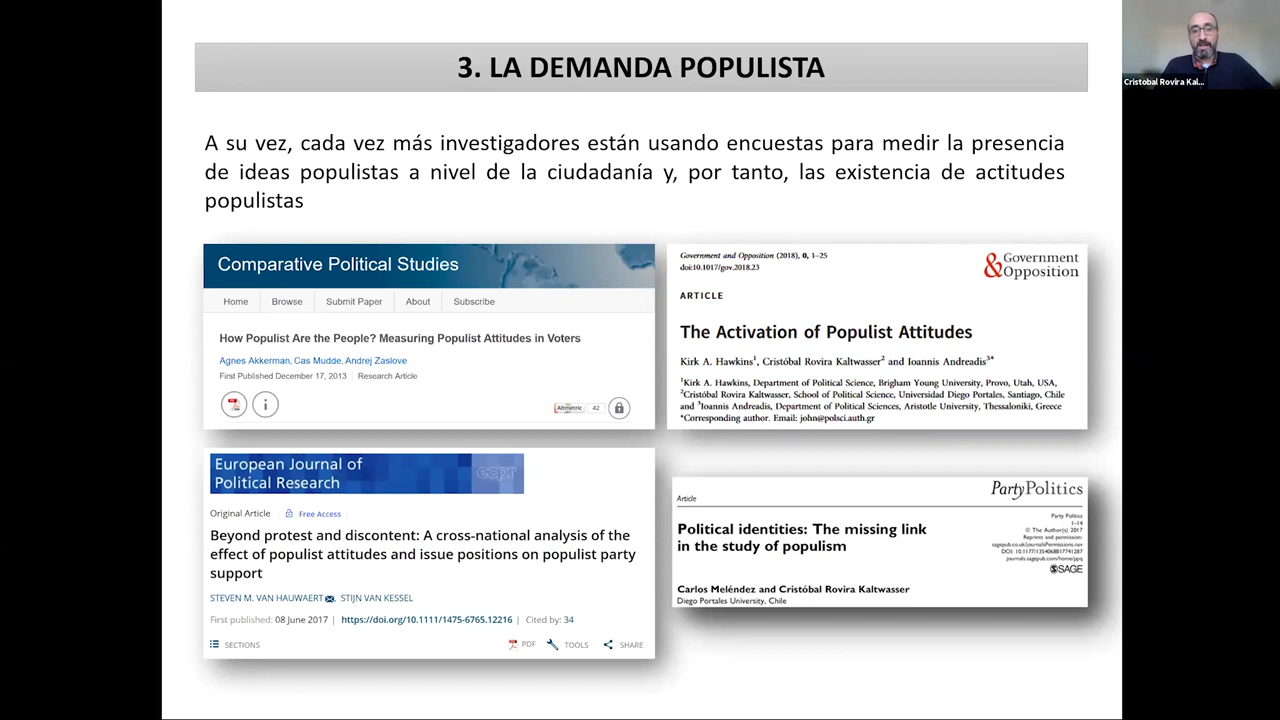 3. LA DEMANDA POPULISTA
Cristobal Rovira Kal...
A su vez, cada vez más investigadores están usando encuestas para medir la presencia
de ideas populistas a nivel de la ciudadanía y, por tanto, las existencia de actitudes
populistas
Comparative Political Studies
Home
Browse
Submit Paper
About
Subscribe
How Populist Are the People? Measuring Populist Attitudes in Voters
Agnes Akkerman, Cas Mudde, Andrej Zaslove
First Published December 17, 2013 | Research Article
Altmetric 42
Government and Opposition (2018), 0, 1–25
doi:10.1017/gov.2018.23
Government
& Opposition
ARTICLE
The Activation of Populist Attitudes
Kirk A. Hawkins1, Cristóbal Rovira Kaltwasser2 and Ioannis Andreadis3*
1Kirk A. Hawkins, Department of Political Science, Brigham Young University, Provo, Utah, USA,
2Cristóbal Rovira Kaltwasser, School of Political Science, Universidad Diego Portales, Santiago, Chile
and 3Ioannis Andreadis, Department of Political Sciences, Aristotle University, Thessaloniki, Greece
*Corresponding author. Email: john@polsci.auth.gr
European Journal of
Political Research
ecpr
Original Article
Free Access
Beyond protest and discontent: A cross-national analysis of the
effect of populist attitudes and issue positions on populist party
support
STEVEN M. VAN HAUWAERT STIJN VAN KESSEL
First published: 08 June 2017 | https://doi.org/10.1111/1475-6765.12216 | Cited by: 34
SECTIONS
PDF
TOOLS
SHARE
Article
PartyPolitics
Political identities: The missing link
in the study of populism
Party Politics
1–14
© The Author(s) 2017
Reprints and permission:
sagepub.co.uk/journalsPermissions.nav
DOI: 10.1177/1354068817741287
journals.sagepub.com/home/ppq
SAGE
Carlos Meléndez and Cristóbal Rovira Kaltwasser
Diego Portales University, Chile